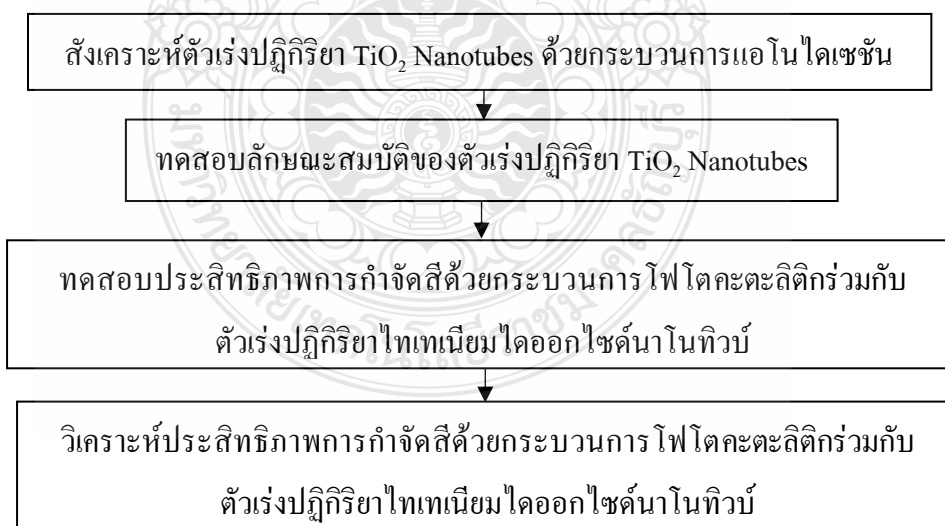 สังเคราะห์ตัวเร่งปฏิกิริยา TiO₂ Nanotubes ด้วยกระบวนการแอโนไดเซชัน
ทดสอบลักษณะสมบัติของตัวเร่งปฏิกิริยา TiO₂ Nanotubes
ทดสอบประสิทธิภาพการกำจัดสีด้วยกระบวนการโฟโตคะตะลิติกร่วมกับ
ตัวเร่งปฏิกิริยาไทเทเนียมไดออกไซด์นาโนทิวบ์
วิเคราะห์ประสิทธิภาพการกำจัดสีด้วยกระบวนการโฟโตคะตะลิติกร่วมกับ
ตัวเร่งปฏิกิริยาไทเทเนียมไดออกไซด์นาโนทิวบ์